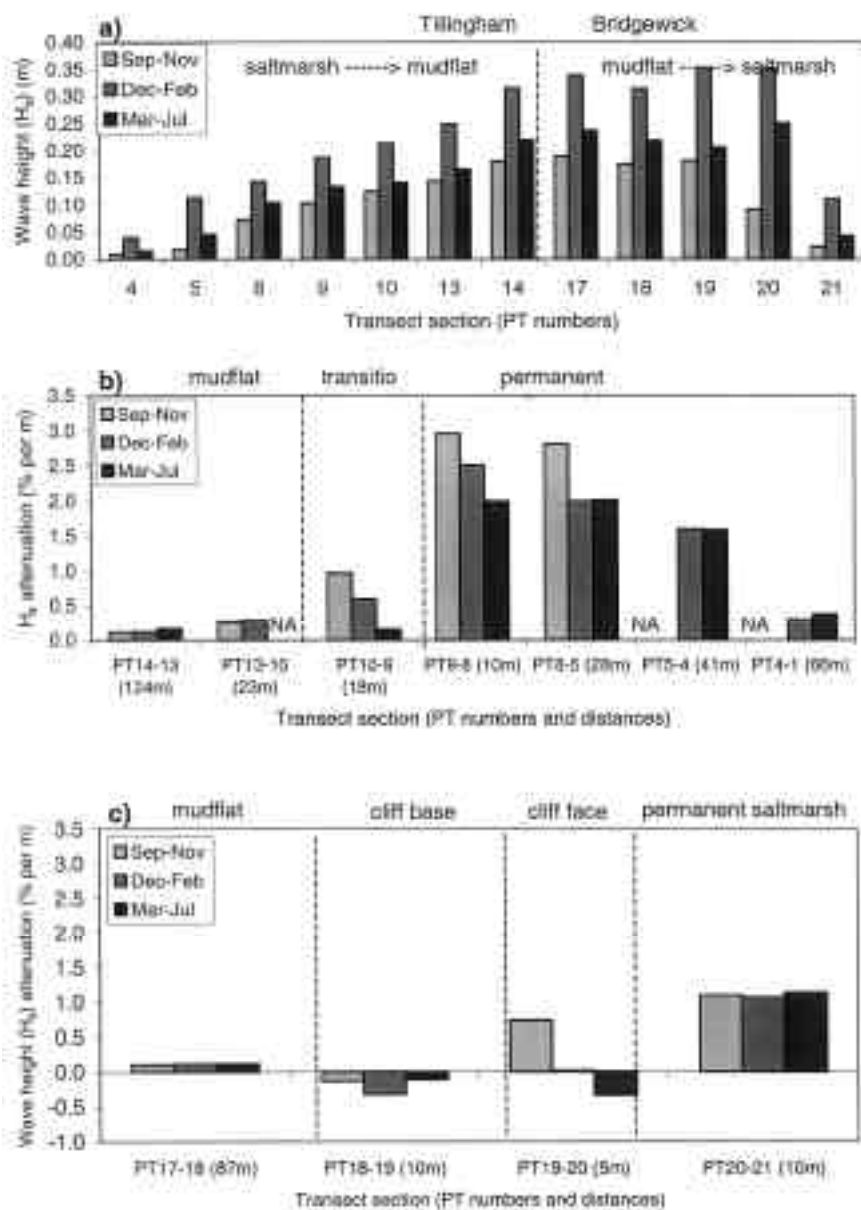 a)
Tillingham Bridgewick
0.40
0.35
0.30
0.25
0.20
0.15
0.10
0.05
0.00
Wave height (Hs) (m)
Sep-Nov
Dec-Feb
Mar-Jul
saltmarsh ------> mudflat
mudflat ------> saltmarsh
4 5 8 9 10 13 14 17 18 19 20 21
Transect section (PT numbers)
b)
mudflat transitio permanent
3.5
3.0
2.5
2.0
1.5
1.0
0.5
0.0
Hs attenuation (% per m)
Sep-Nov
Dec-Feb
Mar-Jul
NA NA NA
PT14-13 PT13-10 PT10-9 PT9-8 (10m) PT8-5 (28m) PT5-4 (41m) PT4-1 (66m)
(134m) (23m) (18m)
Transect section (PT numbers and distances)
c)
mudflat cliff base cliff face permanent saltmarsh
3.5
3.0
2.5
2.0
1.5
1.0
0.5
0.0
-0.5
-1.0
Wave height (Hs) attenuation (% per m)
Sep-Nov
Dec-Feb
Mar-Jul
PT17-18 (87m) PT18-19 (10m) PT19-20 (5m) PT20-21 (10m)
Transect section (PT numbers and distances)